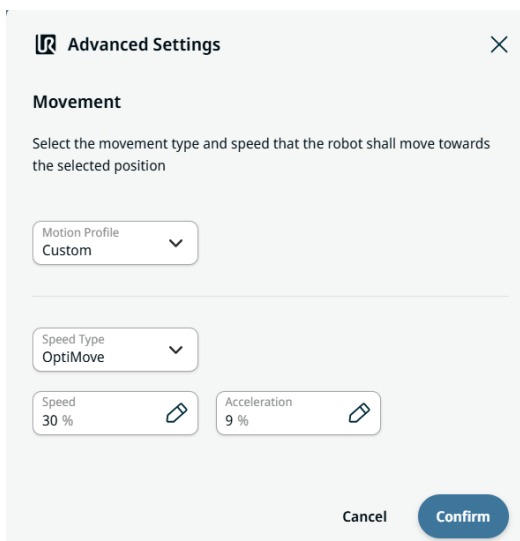 UR Advanced Settings
Movement
Select the movement type and speed that the robot shall move towards
the selected position
Motion Profile
Custom
Speed Type
OptiMove
Speed
30 %
Acceleration
9 %
Cancel
Confirm